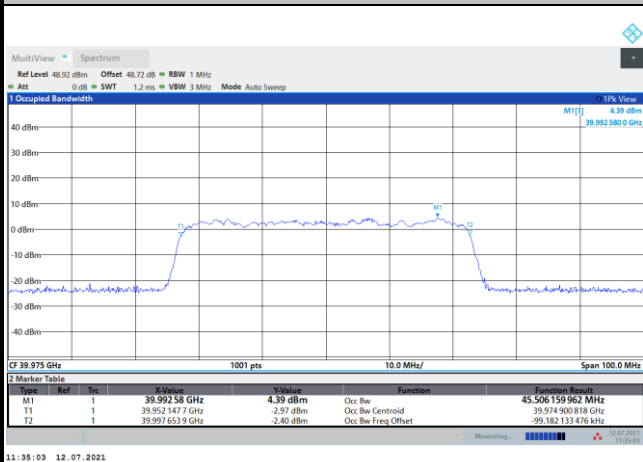 MultiView Spectrum
Ref Level 48.92 dBm Offset 48.72 dB RBW 1 MHz
Att 0 dB SWT 1.2 ms VBW 3 MHz Mode Auto Sweep
1 Occupied Bandwidth 1Pk View
M1[1] 4.39 dBm
39.992 580 0 GHz
40 dBm
30 dBm
20 dBm
10 dBm
M1
T1 T2
0 dBm
-10 dBm
-20 dBm
-30 dBm
-40 dBm
CF 39.975 GHz 1001 pts 10.0 MHz/ Span 100.0 MHz
2 Marker Table
Type Ref Trc X-Value Y-Value Function Function Result
M1 1 39.992 58 GHz 4.39 dBm Occ Bw 45.506 159 962 MHz
T1 1 39.952 147 7 GHz -2.97 dBm Occ Bw Centroid 39.974 900 818 GHz
T2 1 39.997 653 9 GHz -2.40 dBm Occ Bw Freq Offset -99.182 133 476 kHz
Measuring... 12.07.2021
11:35:03
11:35:03 12.07.2021